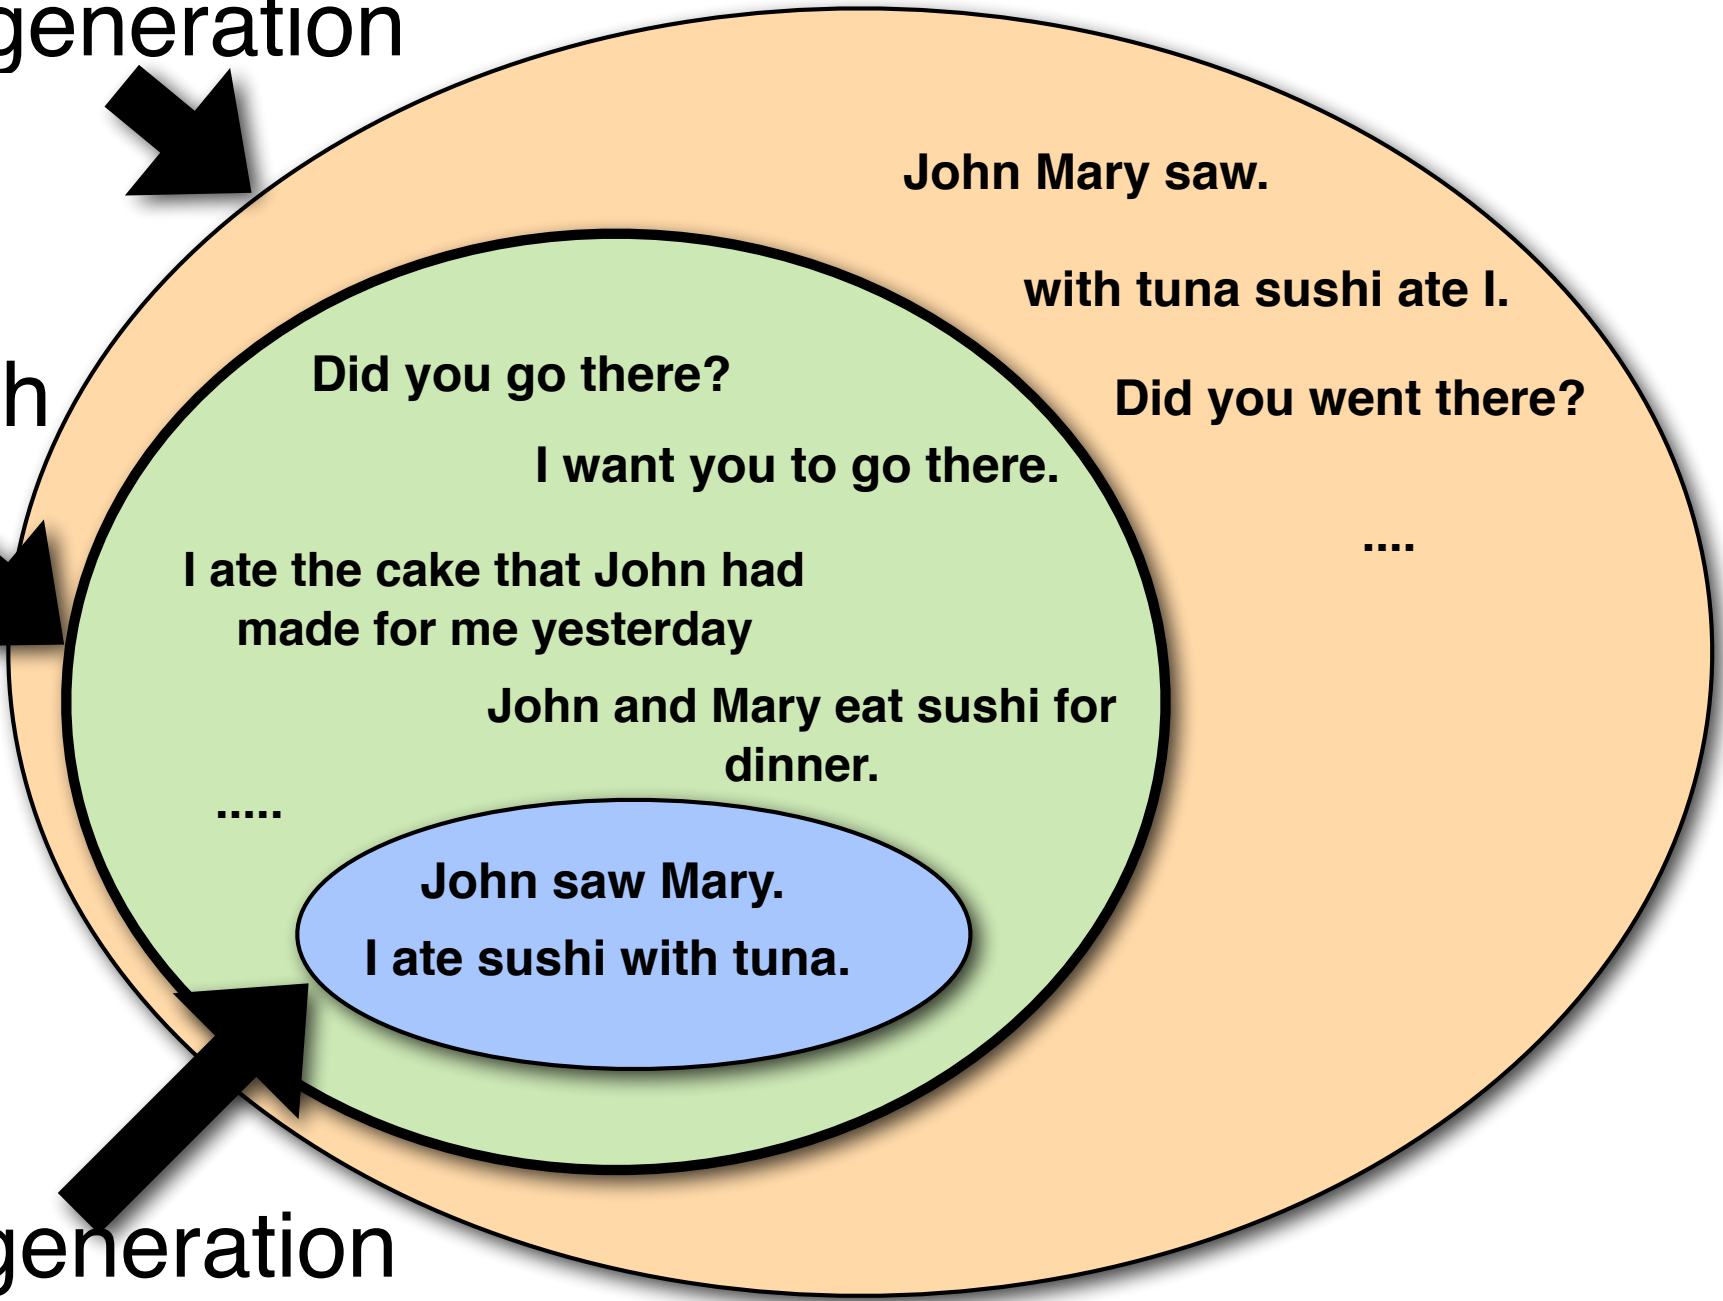 generation
John Mary saw.
with tuna sushi ate I.
Did you go there?
h
Did you went there?
I want you to go there.
....
I ate the cake that John had
made for me yesterday
John and Mary eat sushi for
dinner.
.....
John saw Mary.
I ate sushi with tuna.
generation